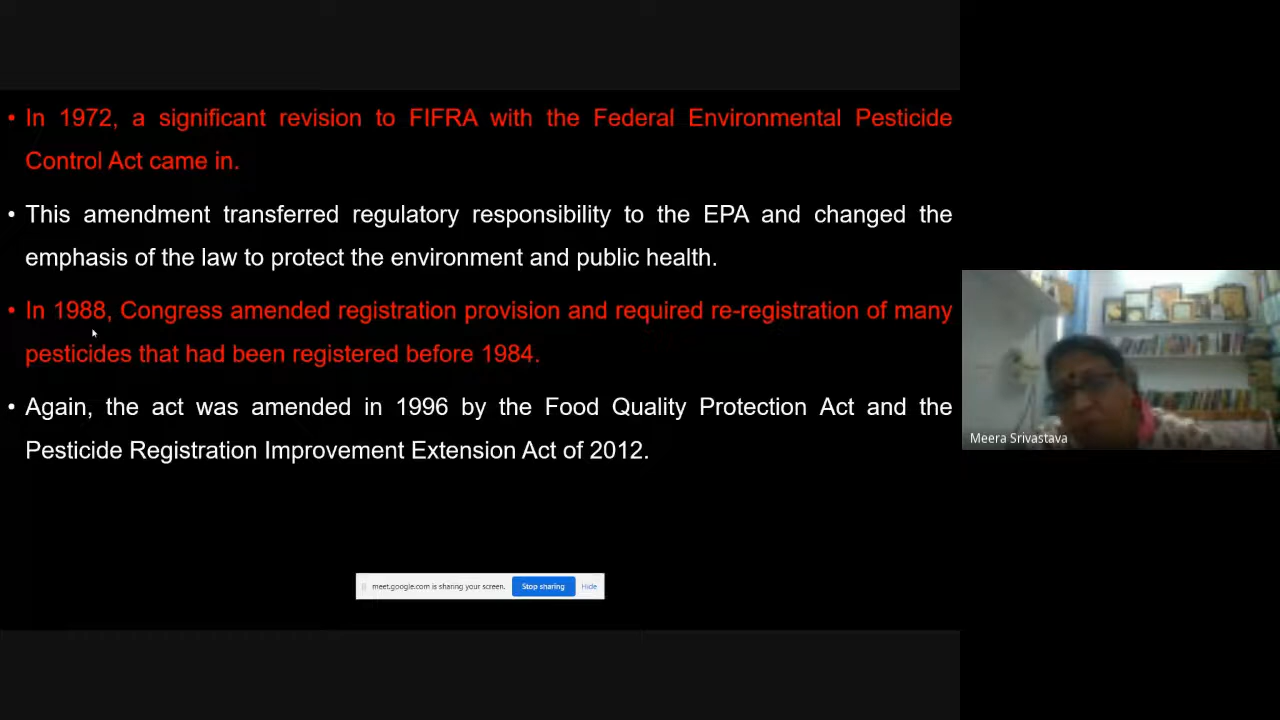 • In 1972, a significant revision to FIFRA with the Federal Environmental Pesticide
Control Act came in.
• This amendment transferred regulatory responsibility to the EPA and changed the
emphasis of the law to protect the environment and public health.
• In 1988, Congress amended registration provision and required re-registration of many
pesticides that had been registered before 1984.
• Again, the act was amended in 1996 by the Food Quality Protection Act and the
Pesticide Registration Improvement Extension Act of 2012.
meet.google.com is sharing your screen. Stop sharing Hide
Meera Srivastava